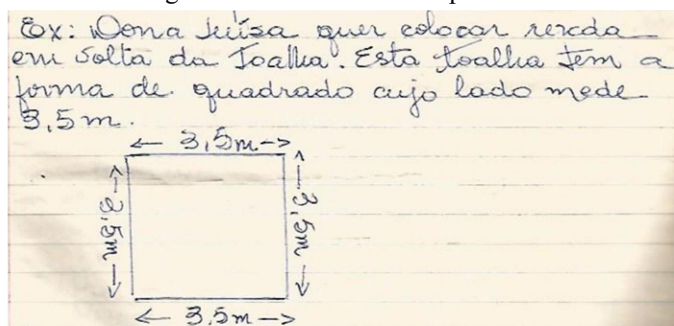 Ex: Dona Luíza quer colocar renda
em volta da toalha. Esta toalha tem a
forma de quadrado cujo lado mede
3,5 m.
← 3,5m →
← 3,5m →
← 3,5m →
← 3,5m →